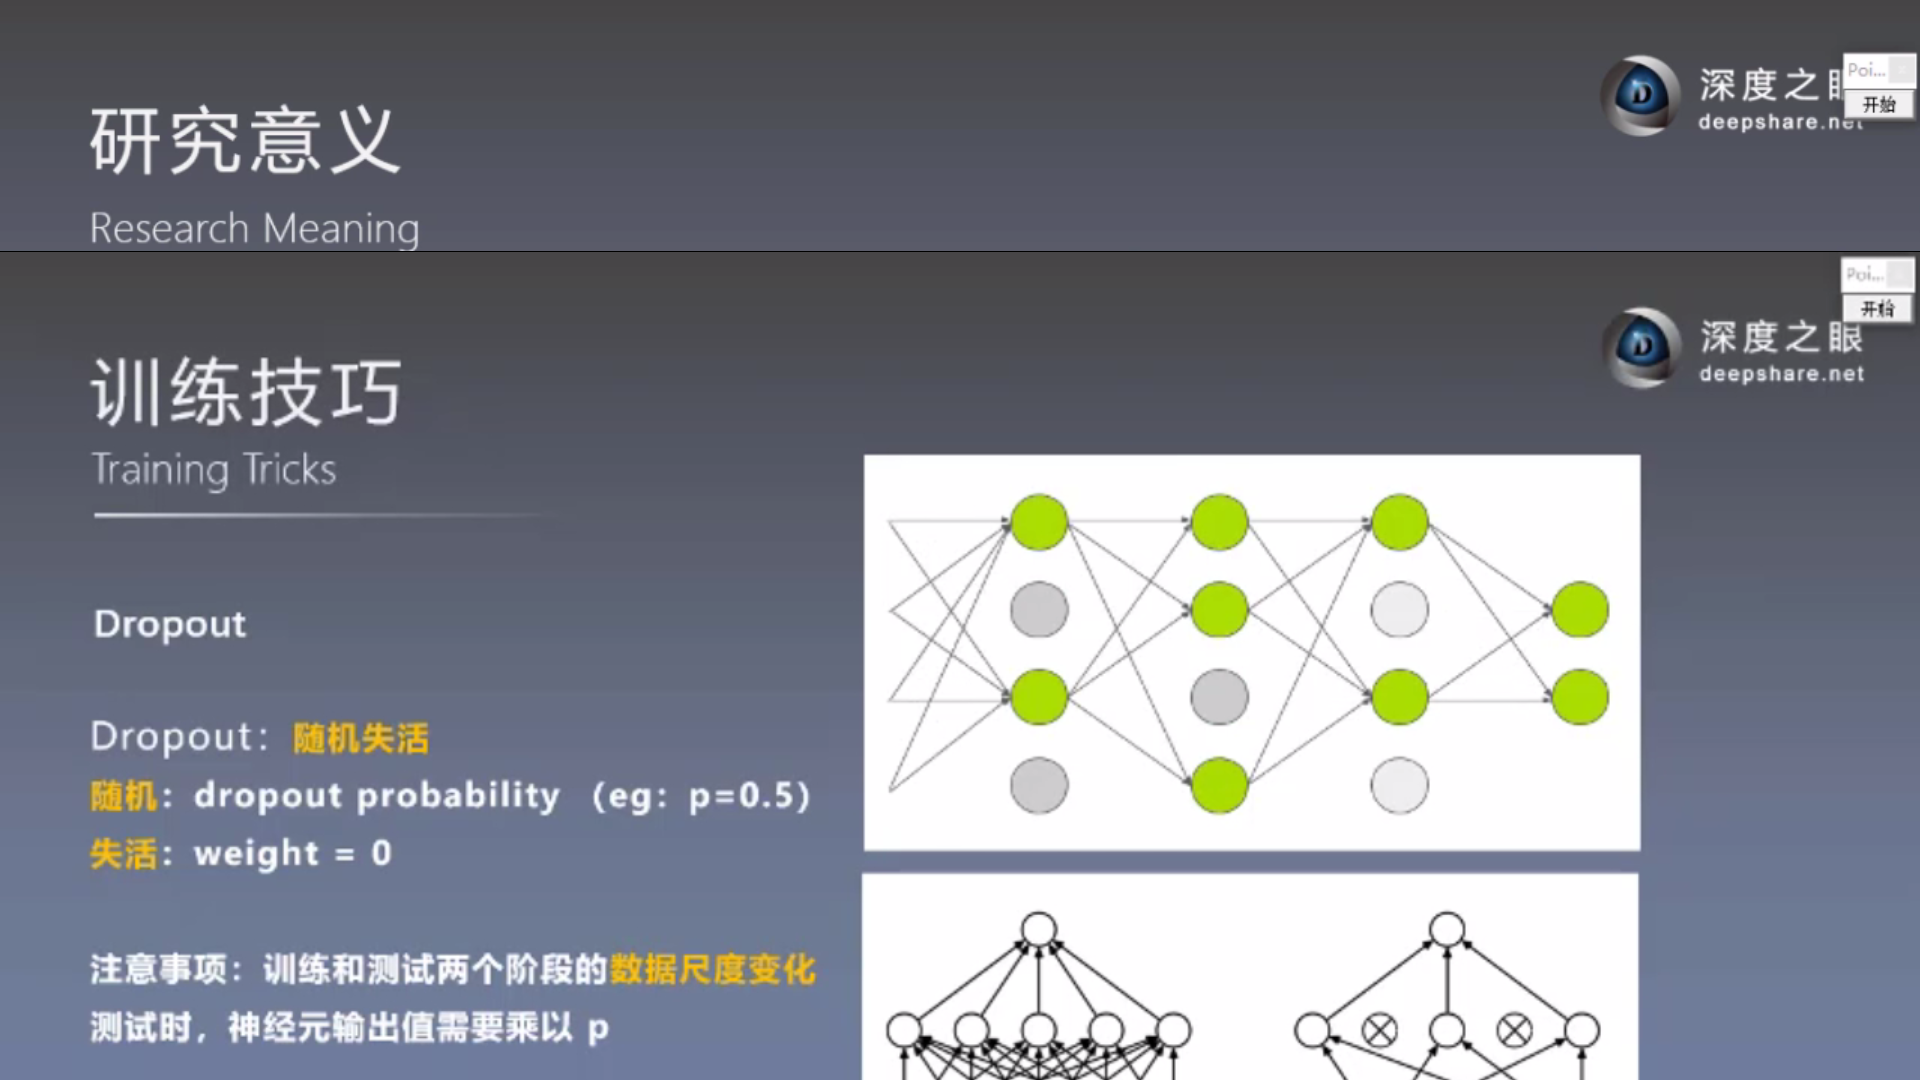 研究意义
Research Meaning
深度之
deepshare.net
Poi...
开始
训练技巧
Training Tricks
Poi...
开始
深度之眼
deepshare.net
Dropout
Dropout：随机失活
随机：dropout probability （eg：p=0.5）
失活：weight = 0
注意事项：训练和测试两个阶段的数据尺度变化
测试时，神经元输出值需要乘以 p